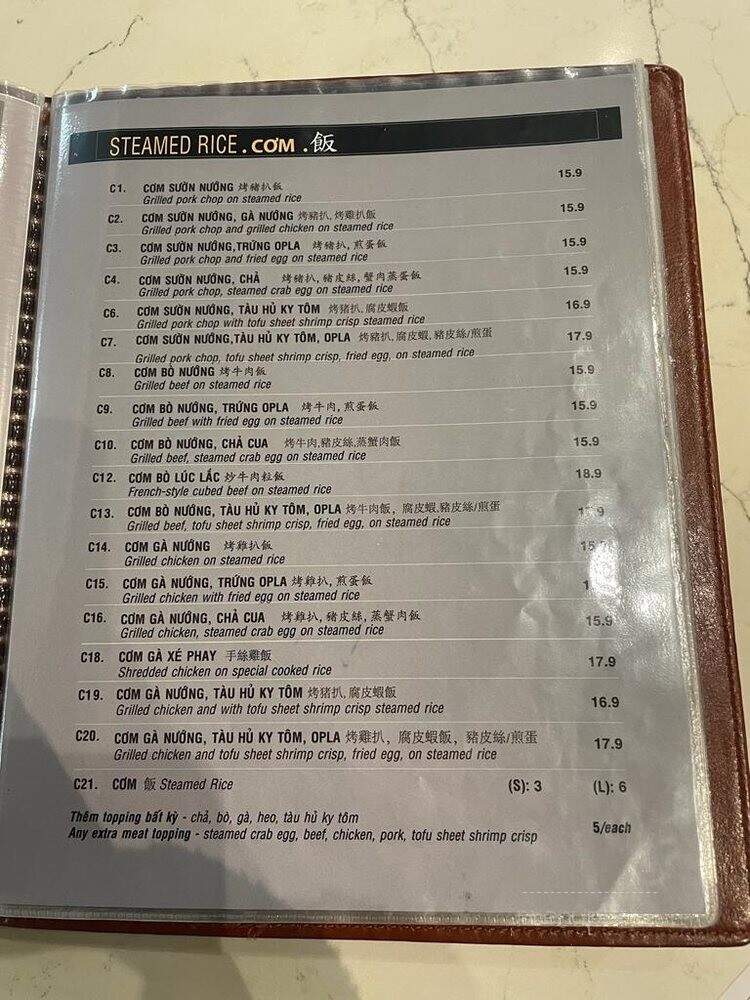 STEAMED RICE . CƠM . 飯
C1. CƠM SƯỜN NƯỚNG 烤豬扒飯 15.9
Grilled pork chop on steamed rice
C2. CƠM SƯỜN NƯỚNG, GÀ NƯỚNG 烤豬扒, 烤雞扒飯 15.9
Grilled pork chop and grilled chicken on steamed rice
C3. CƠM SƯỜN NƯỚNG,TRỨNG OPLA 烤豬扒, 煎蛋飯 15.9
Grilled pork chop and fried egg on steamed rice
C4. CƠM SƯỜN NƯỚNG, CHẢ 烤豬扒, 豬皮絲, 蟹肉蒸蛋飯 15.9
Grilled pork chop, steamed crab egg on steamed rice
C6. CƠM SƯỜN NƯỚNG, TÀU HỦ KY TÔM 烤猪扒, 腐皮蝦飯 16.9
Grilled pork chop with tofu sheet shrimp crisp steamed rice
C7. CƠM SƯỜN NƯỚNG,TÀU HỦ KY TÔM, OPLA 烤豬扒, 腐皮蝦, 豬皮絲/煎蛋 17.9
Grilled pork chop, tofu sheet shrimp crisp, fried egg, on steamed rice
C8. CƠM BÒ NƯỚNG 烤牛肉飯 15.9
Grilled beef on steamed rice
C9. CƠM BÒ NƯỚNG, TRỨNG OPLA 烤牛肉, 煎蛋飯 15.9
Grilled beef with fried egg on steamed rice
C10. CƠM BÒ NƯỚNG, CHẢ CUA 烤牛肉,豬皮絲,蒸蟹肉飯 15.9
Grilled beef, steamed crab egg on steamed rice
C12. CƠM BÒ LÚC LẮC 炒牛肉粒飯 18.9
French-style cubed beef on steamed rice
C13. CƠM BÒ NƯỚNG, TÀU HỦ KY TÔM, OPLA 烤牛肉飯, 腐皮蝦,豬皮絲/煎蛋
Grilled beef, tofu sheet shrimp crisp, fried egg, on steamed rice
C14. CƠM GÀ NƯỚNG 烤雞扒飯
Grilled chicken on steamed rice
C15. CƠM GÀ NƯỚNG, TRỨNG OPLA 烤雞扒, 煎蛋飯
Grilled chicken with fried egg on steamed rice
C16. CƠM GÀ NƯỚNG, CHẢ CUA 烤雞扒, 豬皮絲, 蒸蟹肉飯 15.9
Grilled chicken, steamed crab egg on steamed rice
C18. CƠM GÀ XÉ PHAY 手絲雞飯 17.9
Shredded chicken on special cooked rice
C19. CƠM GÀ NƯỚNG, TÀU HỦ KY TÔM 烤猪扒, 腐皮蝦飯 16.9
Grilled chicken and with tofu sheet shrimp crisp steamed rice
C20. CƠM GÀ NƯỚNG, TÀU HỦ KY TÔM, OPLA 烤雞扒, 腐皮蝦飯, 豬皮絲/煎蛋 17.9
Grilled chicken and tofu sheet shrimp crisp, fried egg, on steamed rice
C21. CƠM 飯 Steamed Rice (S): 3 (L): 6
Thêm topping bất kỳ - chả, bò, gà, heo, tàu hủ ky tôm
Any extra meat topping - steamed crab egg, beef, chicken, pork, tofu sheet shrimp crisp 5/each